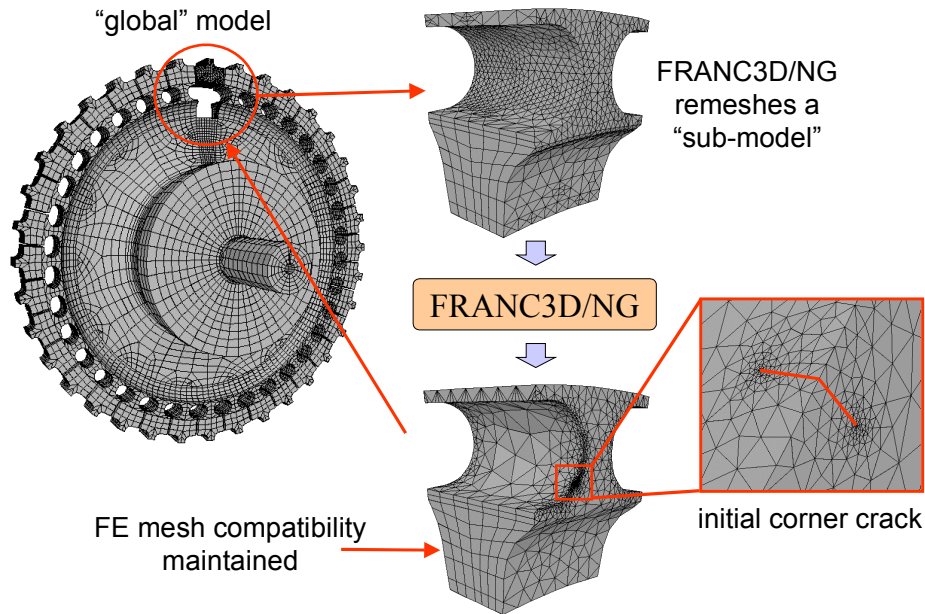 “global” model
FRANC3D/NG
remeshes a
“sub-model”
FRANC3D/NG
initial corner crack
FE mesh compatibility
maintained